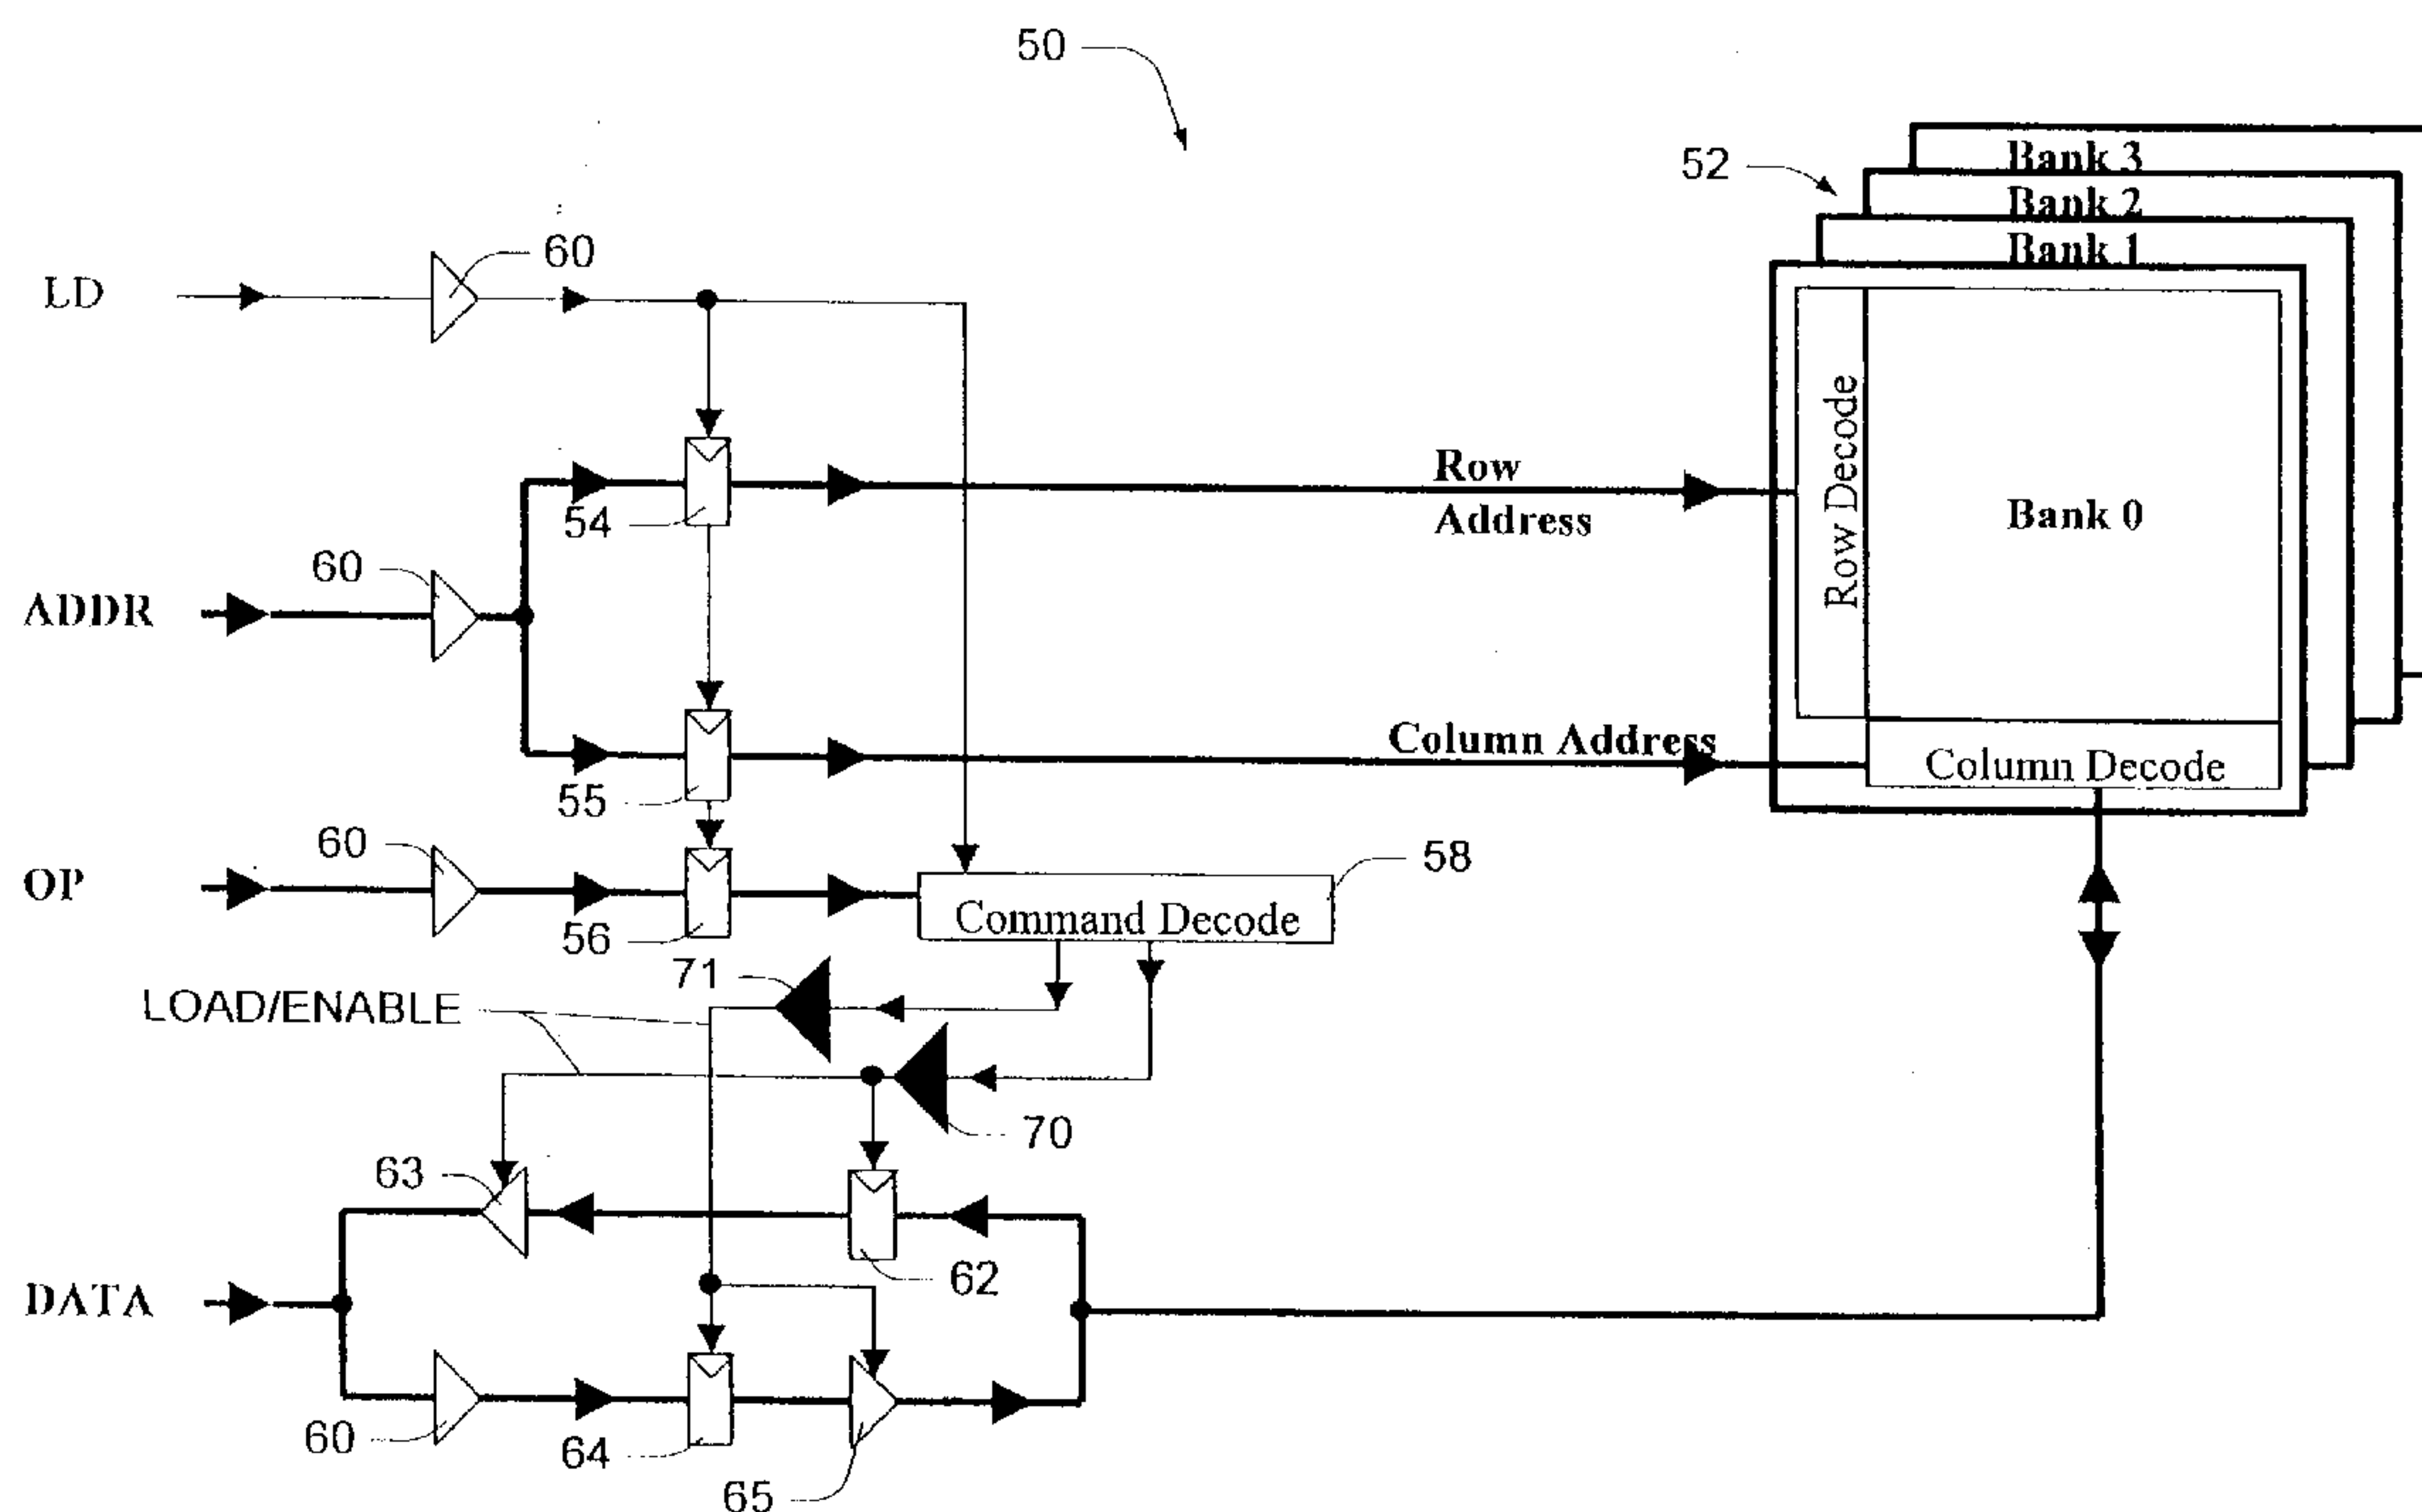 50
52
Bank 3
Bank 2
Bank 1
LD
60
54
Row
Address
Row Decode
Bank 0
ADDR
60
Column Address
Column Decode
55
OP
60
56
Command Decode
58
71
LOAD/ENABLE
70
63
62
DATA
60
64
65